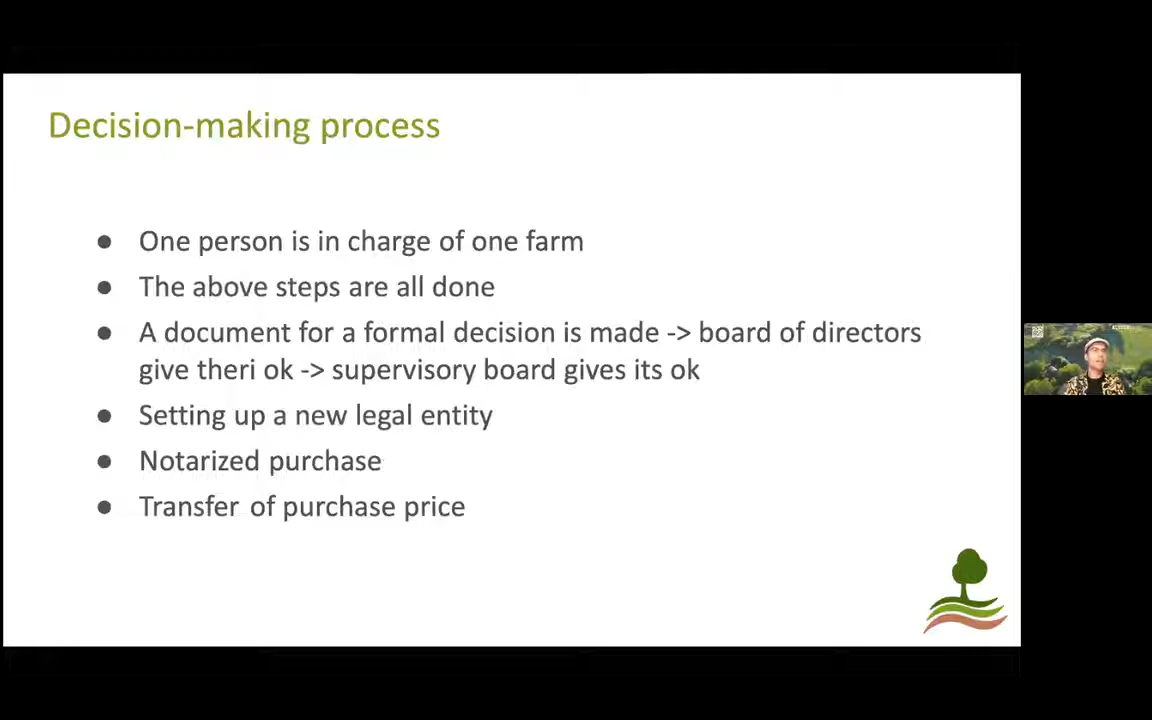 Decision-making process
● One person is in charge of one farm
● The above steps are all done
● A document for a formal decision is made -> board of directors
give theri ok -> supervisory board gives its ok
● Setting up a new legal entity
● Notarized purchase
● Transfer of purchase price